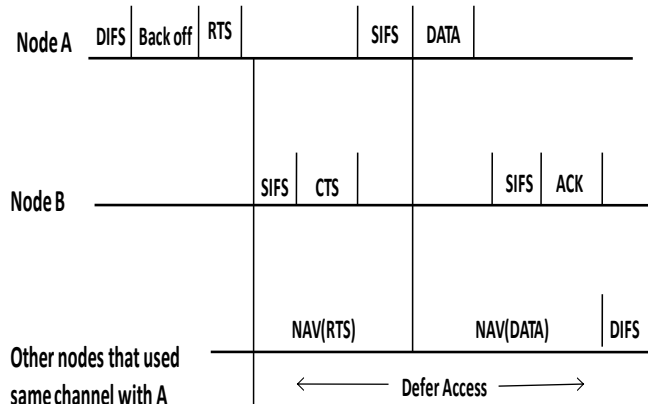 Node A DIFS Back off RTS SIFS DATA
Node B SIFS CTS SIFS ACK
NAV(RTS) NAV(DATA) DIFS
Other nodes that used
same channel with A
Defer Access